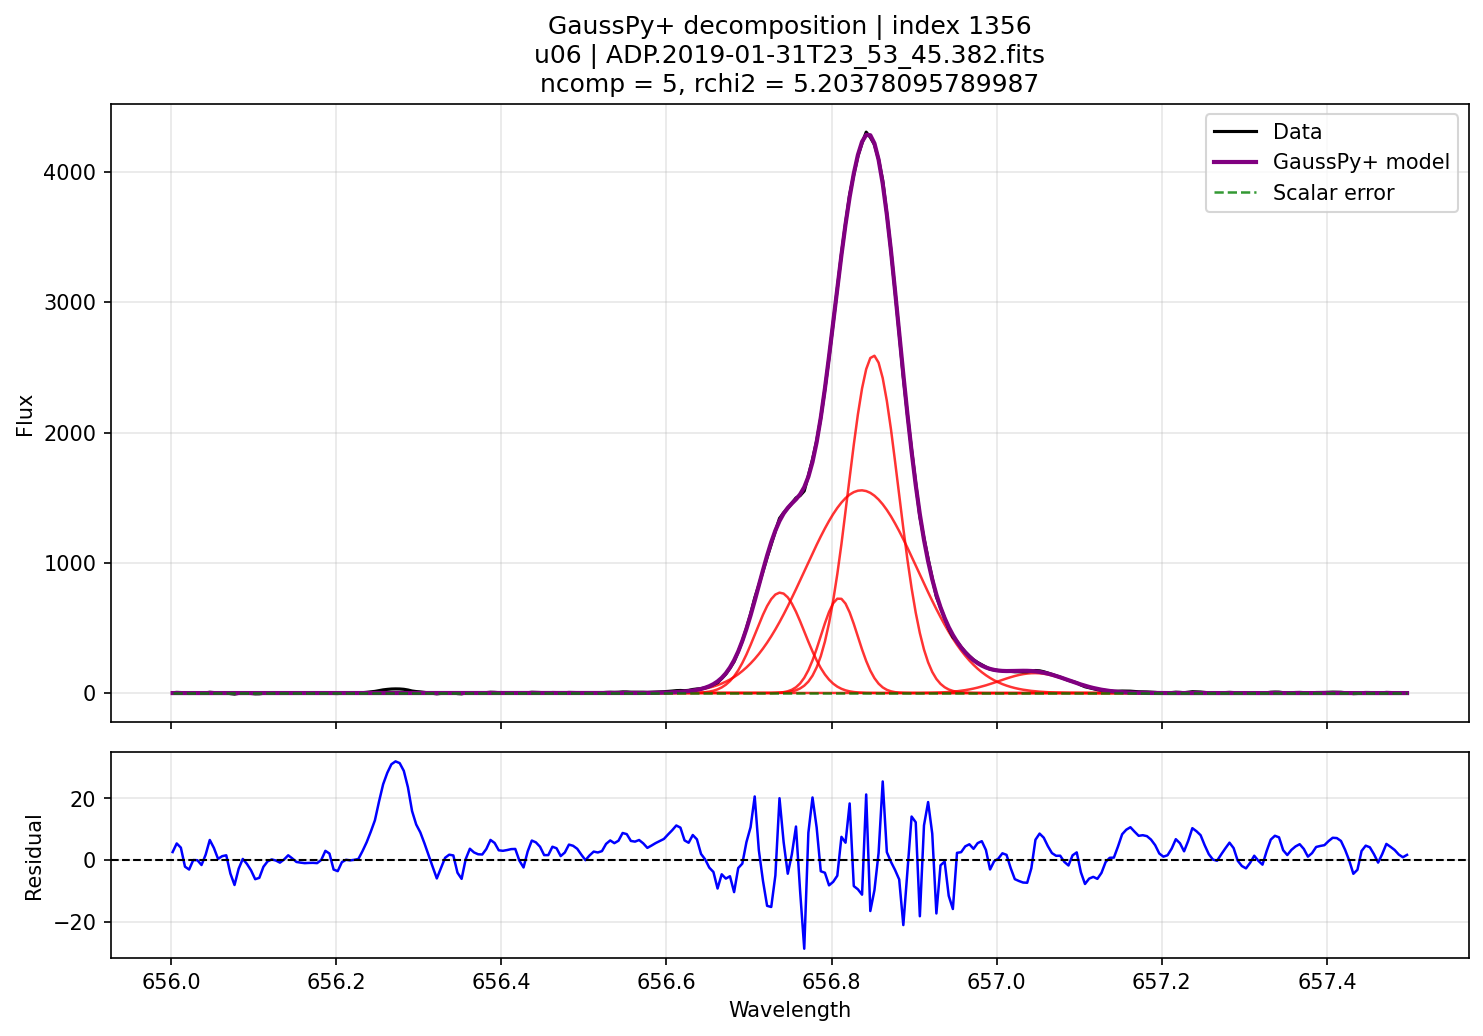 GaussPy+ decomposition | index 1356
u06 | ADP.2019-01-31T23_53_45.382.fits
ncomp = 5, rchi2 = 5.20378095789987
Data
GaussPy+ model
Scalar error
4000
3000
2000
1000
0
Flux
20
0
−20
Residual
656.0 656.2 656.4 656.6 656.8 657.0 657.2 657.4
Wavelength